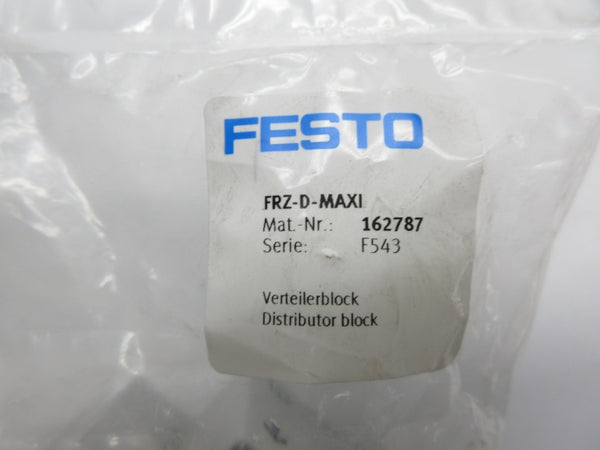 FESTO
FRZ-D-MAXI
Mat.-Nr.: 162787
Serie: F543
Verteilerblock
Distributor block